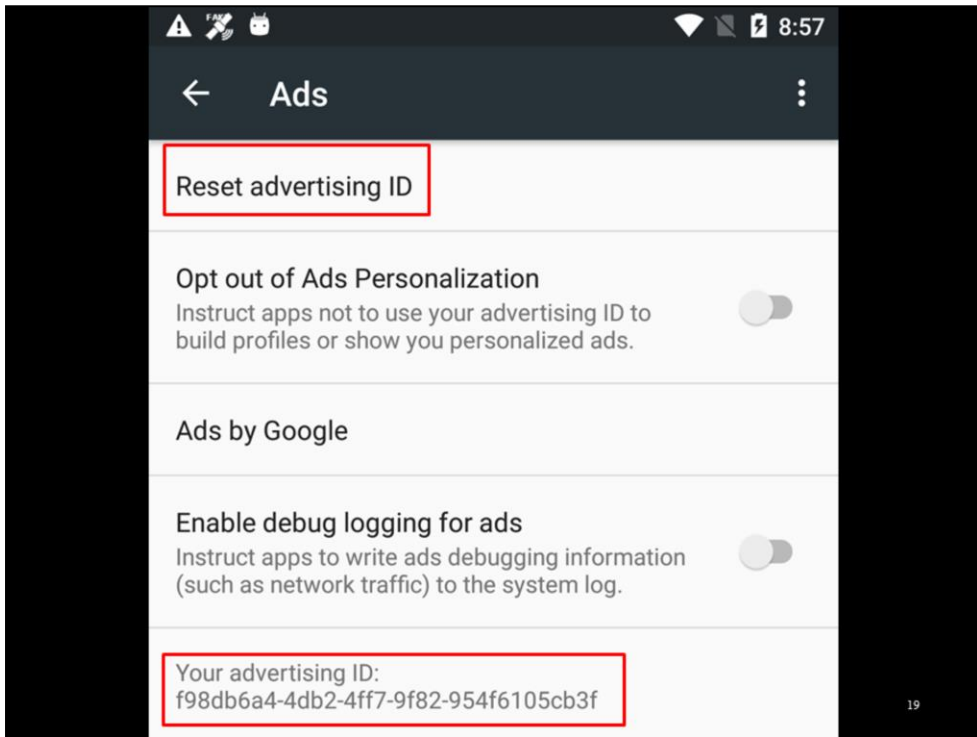 FAKE
8:57
Ads
Reset advertising ID
Opt out of Ads Personalization
Instruct apps not to use your advertising ID to
build profiles or show you personalized ads.
Ads by Google
Enable debug logging for ads
Instruct apps to write ads debugging information
(such as network traffic) to the system log.
Your advertising ID:
f98db6a4-4db2-4ff7-9f82-954f6105cb3f
19